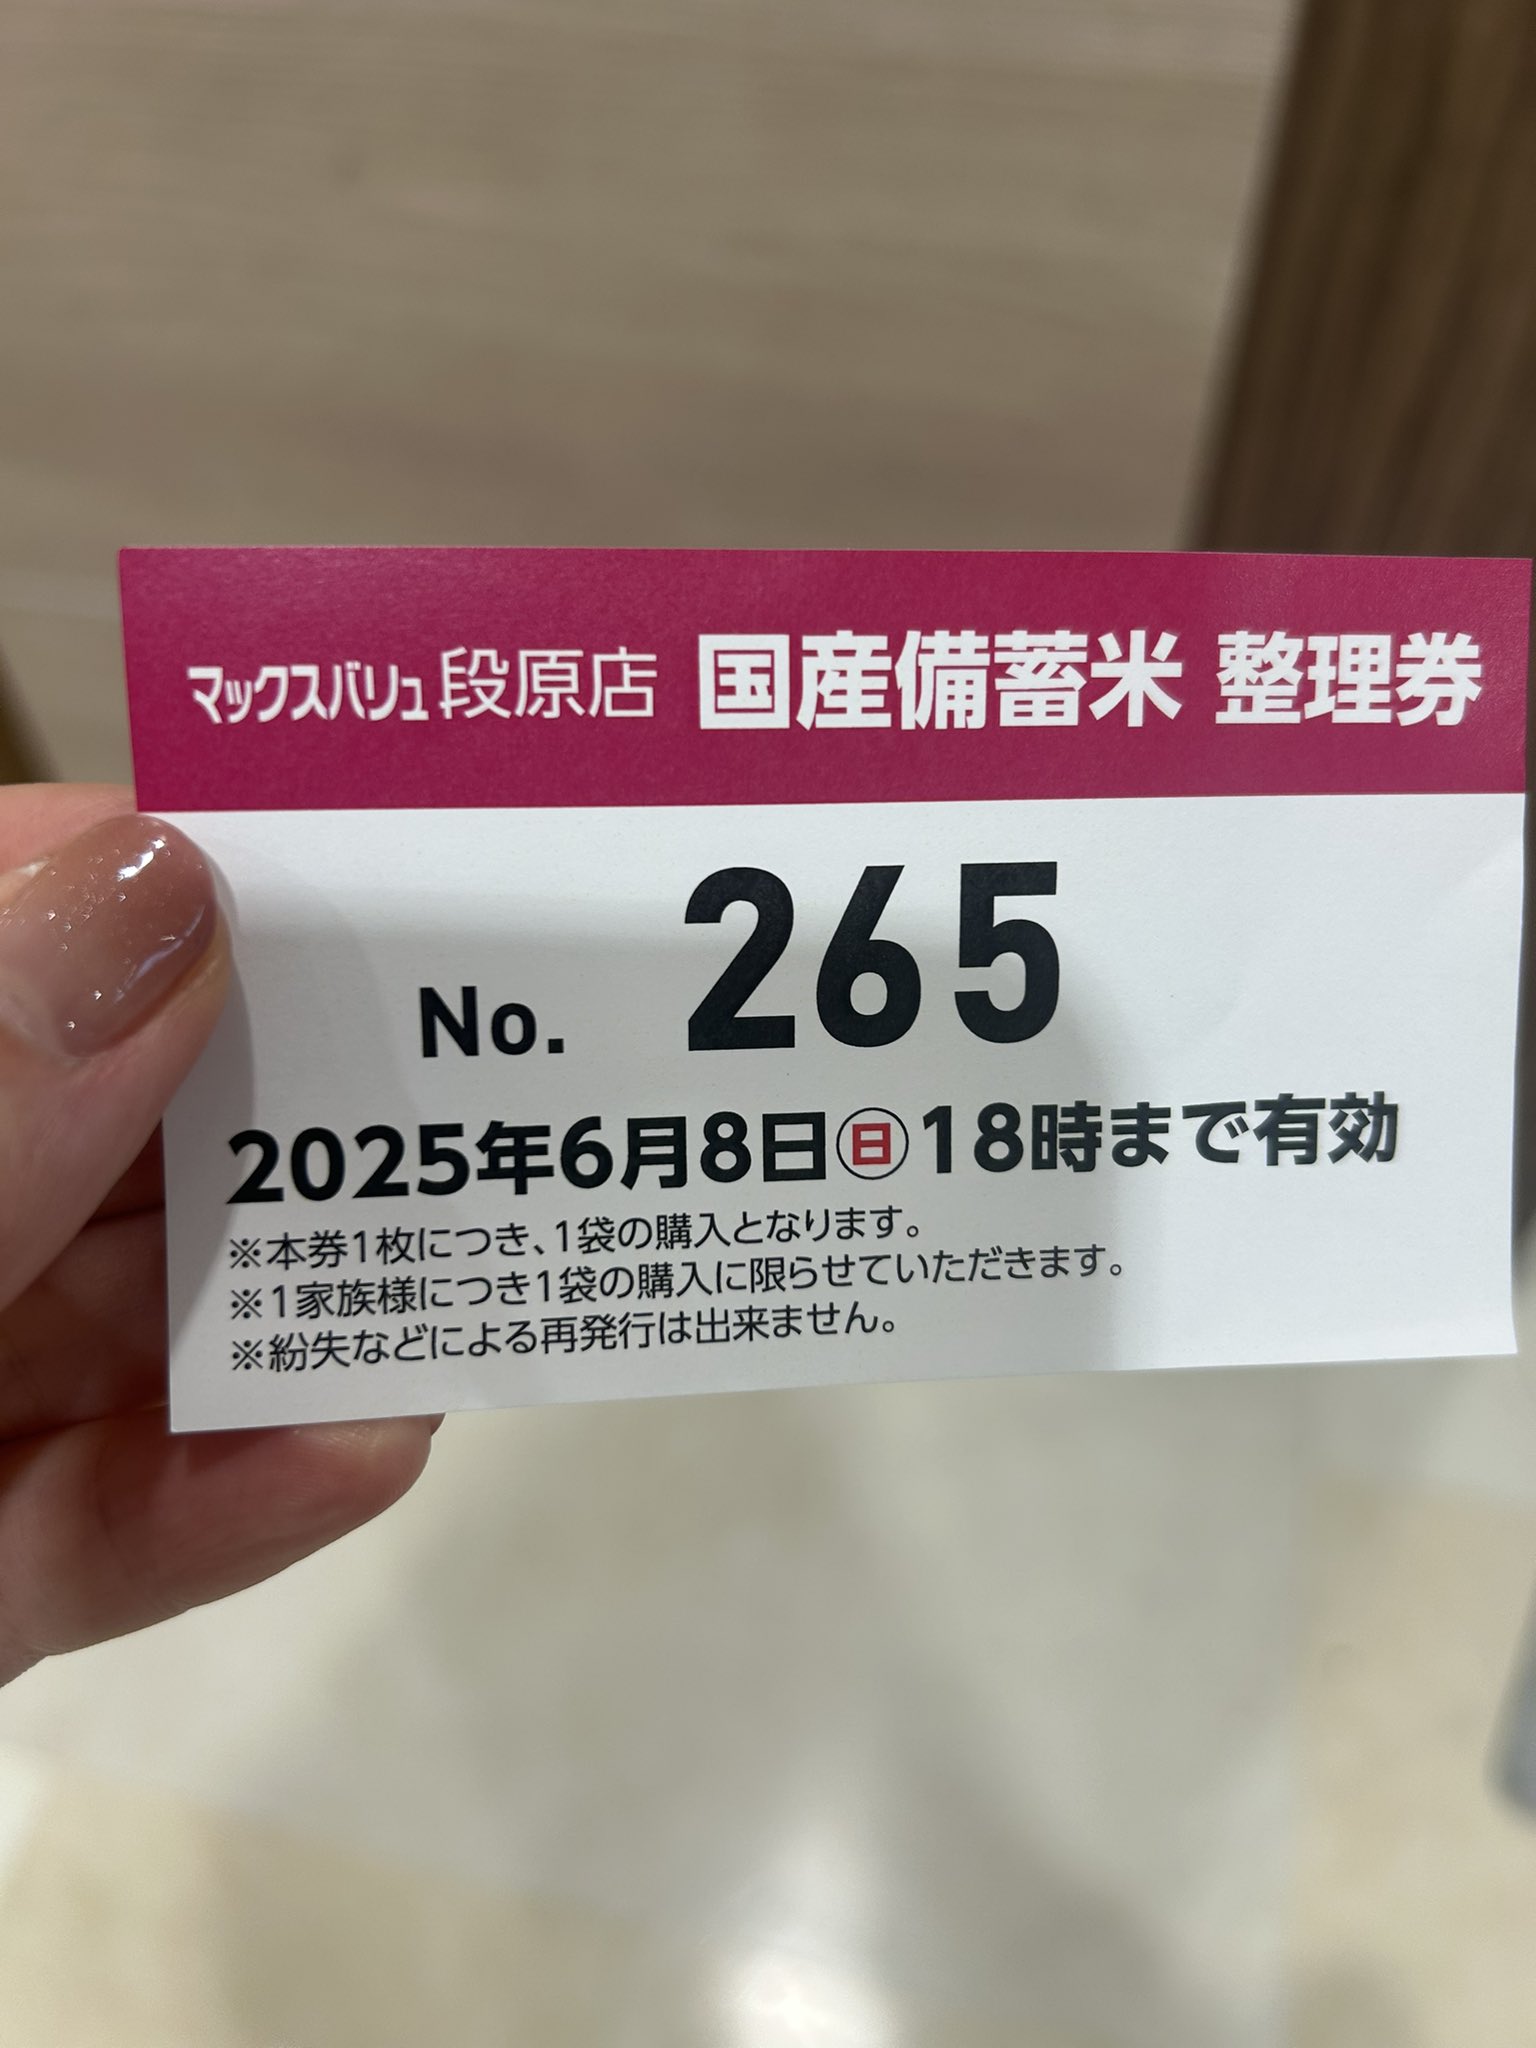 マックスバリュ 段原店 国産備蓄米 整理券
No. 265
2025年6月8日㊐18時まで有効
※本券1枚につき、1袋の購入となります。
※1家族様につき1袋の購入に限らせていただきます。
※紛失などによる再発行は出来ません。